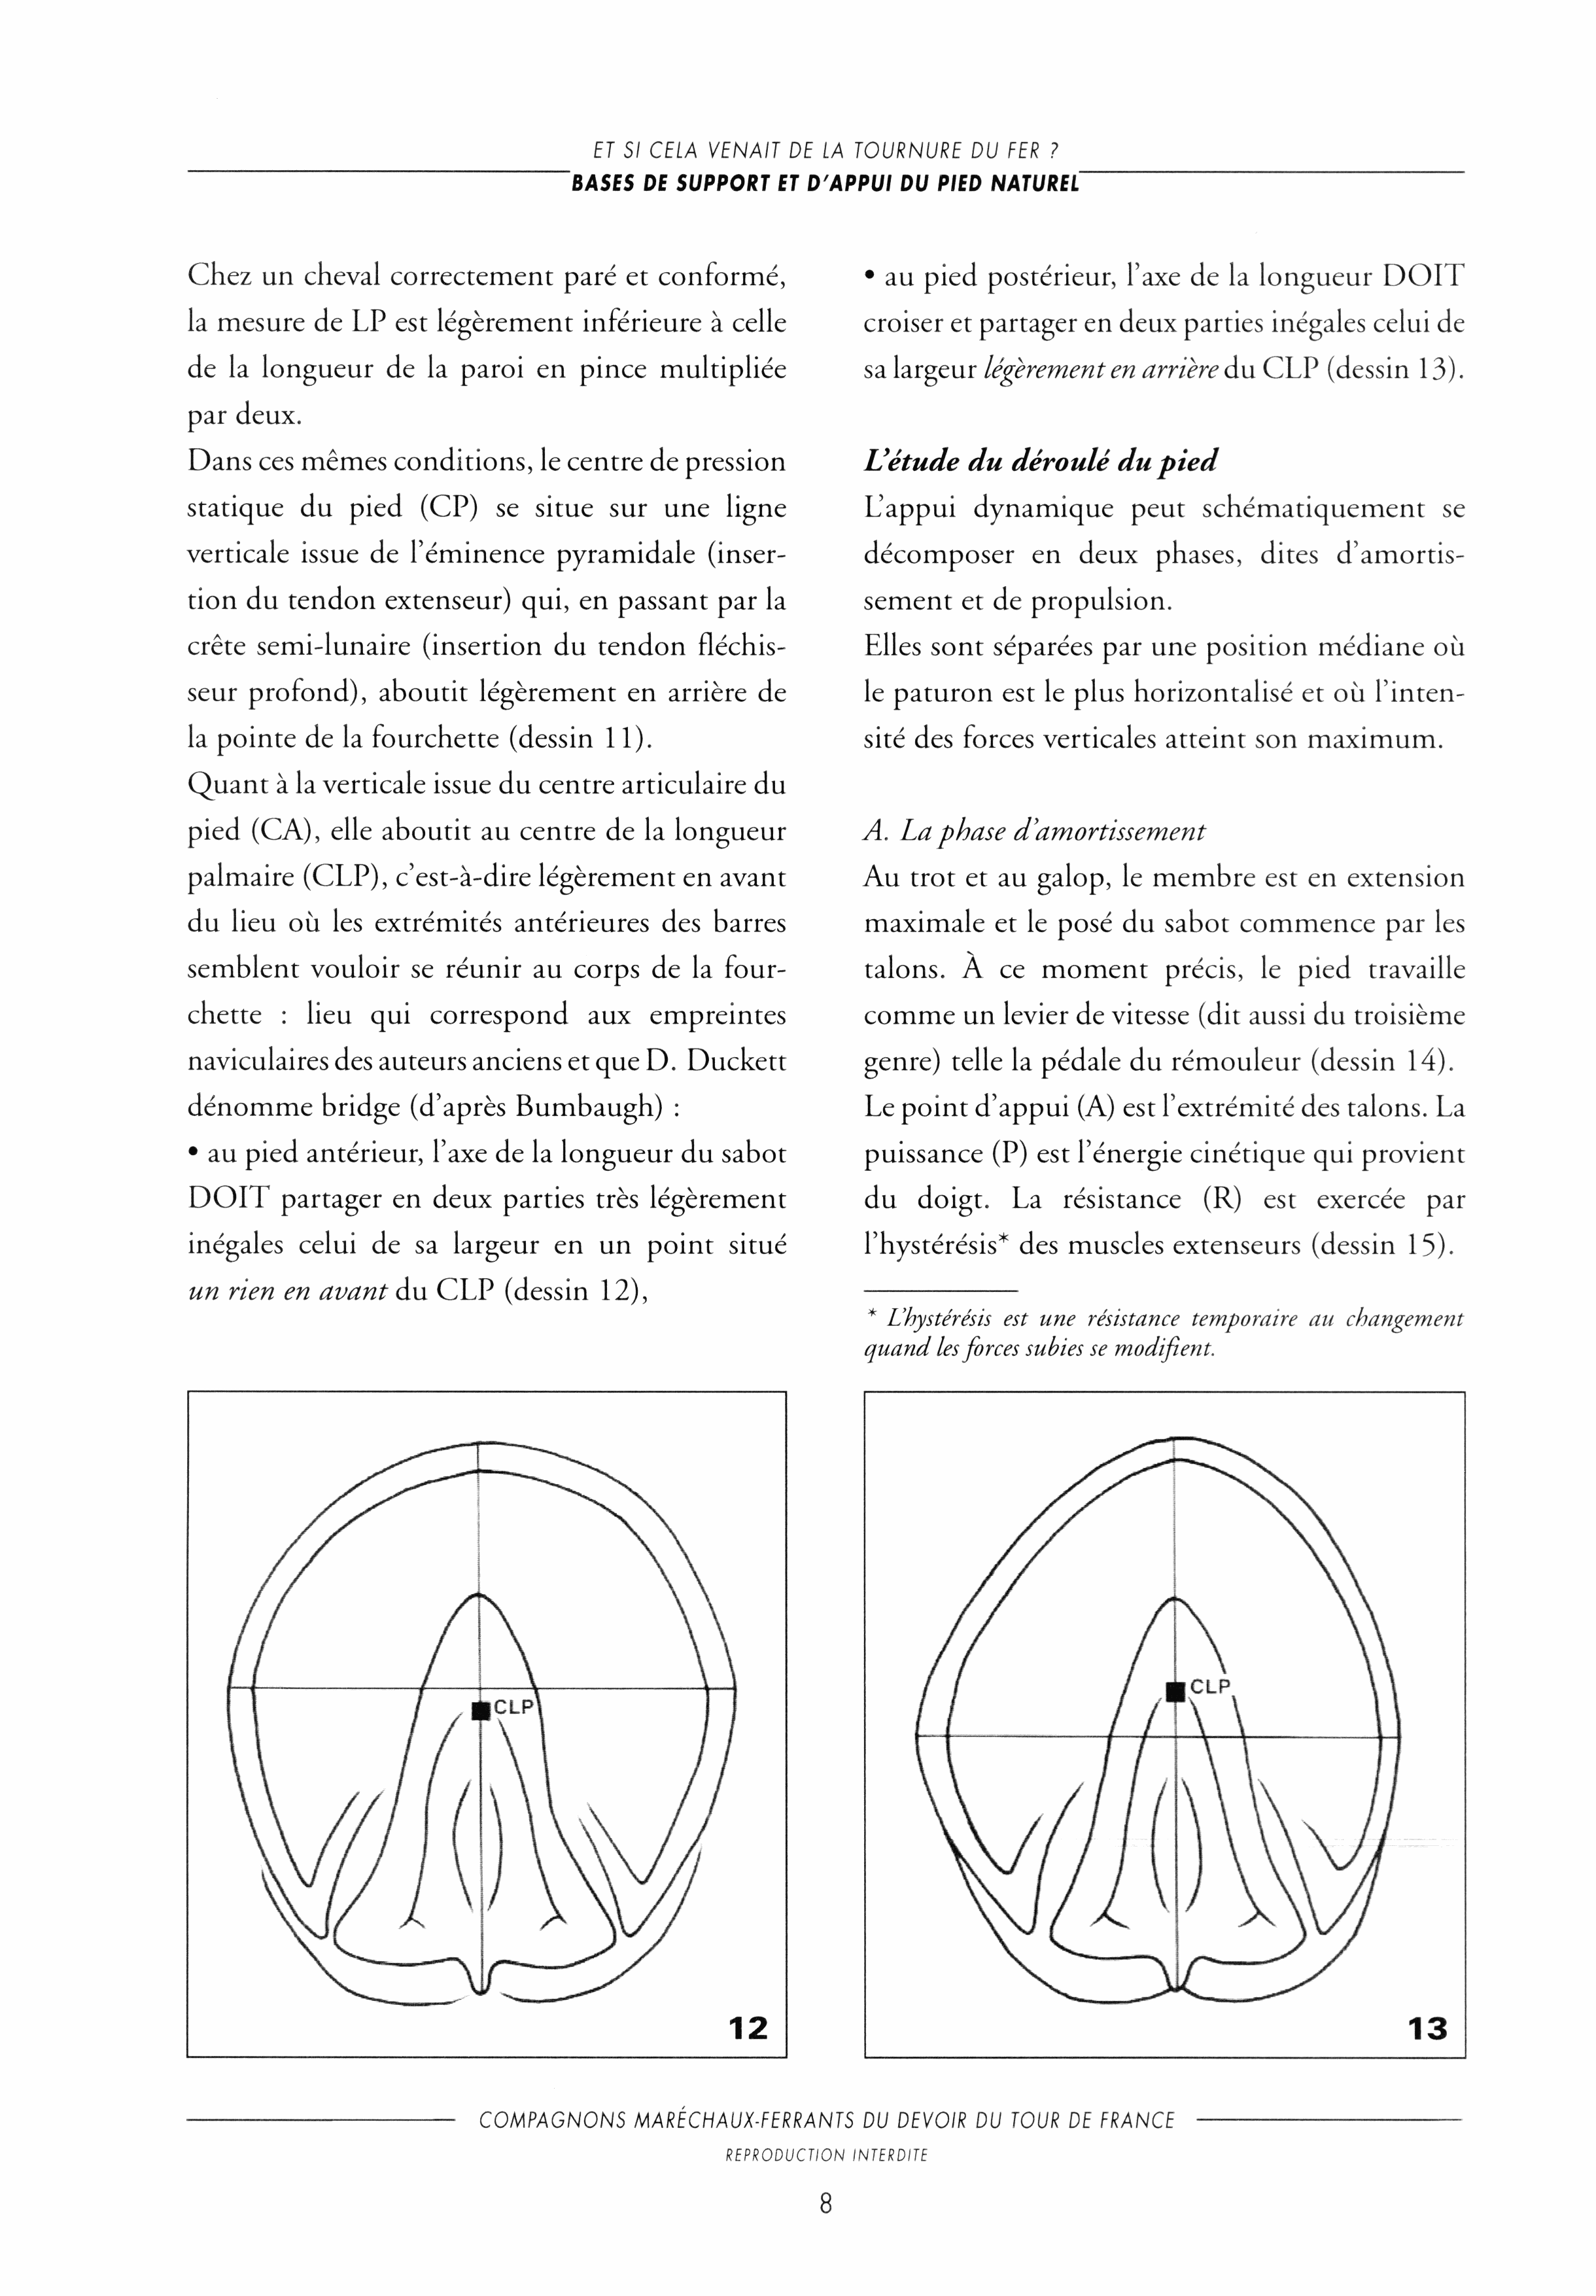 ET SI CELA VENAIT DE LA TOURNURE DU FER ?
BASES DE SUPPORT ET D'APPUI DU PIED NATUREL
Chez un cheval correctement paré et conformé,
la mesure de LP est légèrement inférieure à celle
de la longueur de la paroi en pince multipliée
par deux.
Dans ces mêmes conditions, le centre de pression
statique du pied (CP) se situe sur une ligne
verticale issue de l'éminence pyramidale (inser-
tion du tendon extenseur) qui, en passant par la
crête semi-lunaire (insertion du tendon fléchis-
seur profond), aboutit légèrement en arrière de
la pointe de la fourchette (dessin 11).
Quant à la verticale issue du centre articulaire du
pied (CA), elle aboutit au centre de la longueur
palmaire (CLP), c'est-à-dire légèrement en avant
du lieu où les extrémités antérieures des barres
semblent vouloir se réunir au corps de la four-
chette : lieu qui correspond aux empreintes
naviculaires des auteurs anciens et que D. Duckett
dénomme bridge (d'après Bumbaugh) :
• au pied antérieur, l'axe de la longueur du sabot
DOIT partager en deux parties très légèrement
inégales celui de sa largeur en un point situé
un rien en avant du CLP (dessin 12),
• au pied postérieur, l'axe de la longueur DOIT
croiser et partager en deux parties inégales celui de
sa largeur légèrement en arrière du CLP (dessin 13).
L'étude du déroulé du pied
L'appui dynamique peut schématiquement se
décomposer en deux phases, dites d'amortis-
sement et de propulsion.
Elles sont séparées par une position médiane où
le paturon est le plus horizontalisé et où l'inten-
sité des forces verticales atteint son maximum.
A. La phase d'amortissement
Au trot et au galop, le membre est en extension
maximale et le posé du sabot commence par les
talons. À ce moment précis, le pied travaille
comme un levier de vitesse (dit aussi du troisième
genre) telle la pédale du rémouleur (dessin 14).
Le point d'appui (A) est l'extrémité des talons. La
puissance (P) est l'énergie cinétique qui provient
du doigt. La résistance (R) est exercée par
l'hystérésis* des muscles extenseurs (dessin 15).
* L'hystérésis est une résistance temporaire au changement
quand les forces subies se modifient.
CLP
12
CLP
13
COMPAGNONS MARÉCHAUX-FERRANTS DU DEVOIR DU TOUR DE FRANCE
REPRODUCTION INTERDITE
8